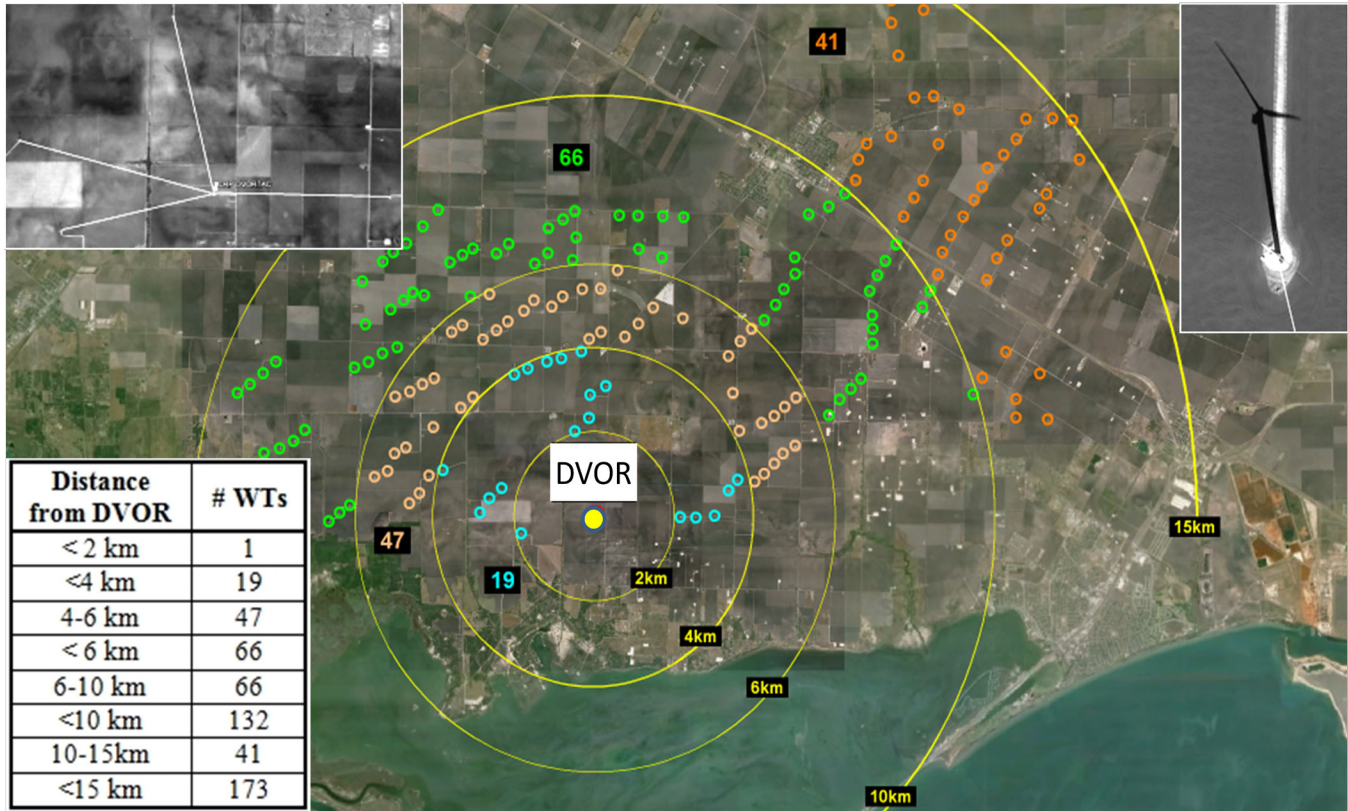 41
66
CRP DVORTAC
DVOR
47
19
2km
4km
6km
10km
15km
Distance from DVOR # WTs
< 2 km 1
<4 km 19
4-6 km 47
< 6 km 66
6-10 km 66
<10 km 132
10-15km 41
<15 km 173